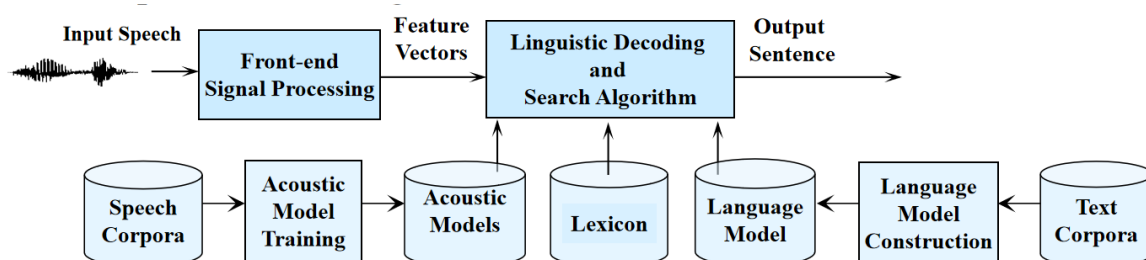 Input Speech
Front-end
Signal Processing
Feature
Vectors
Linguistic Decoding
and
Search Algorithm
Output
Sentence
Speech
Corpora
Acoustic
Model
Training
Acoustic
Models
Lexicon
Language
Model
Language
Model
Construction
Text
Corpora